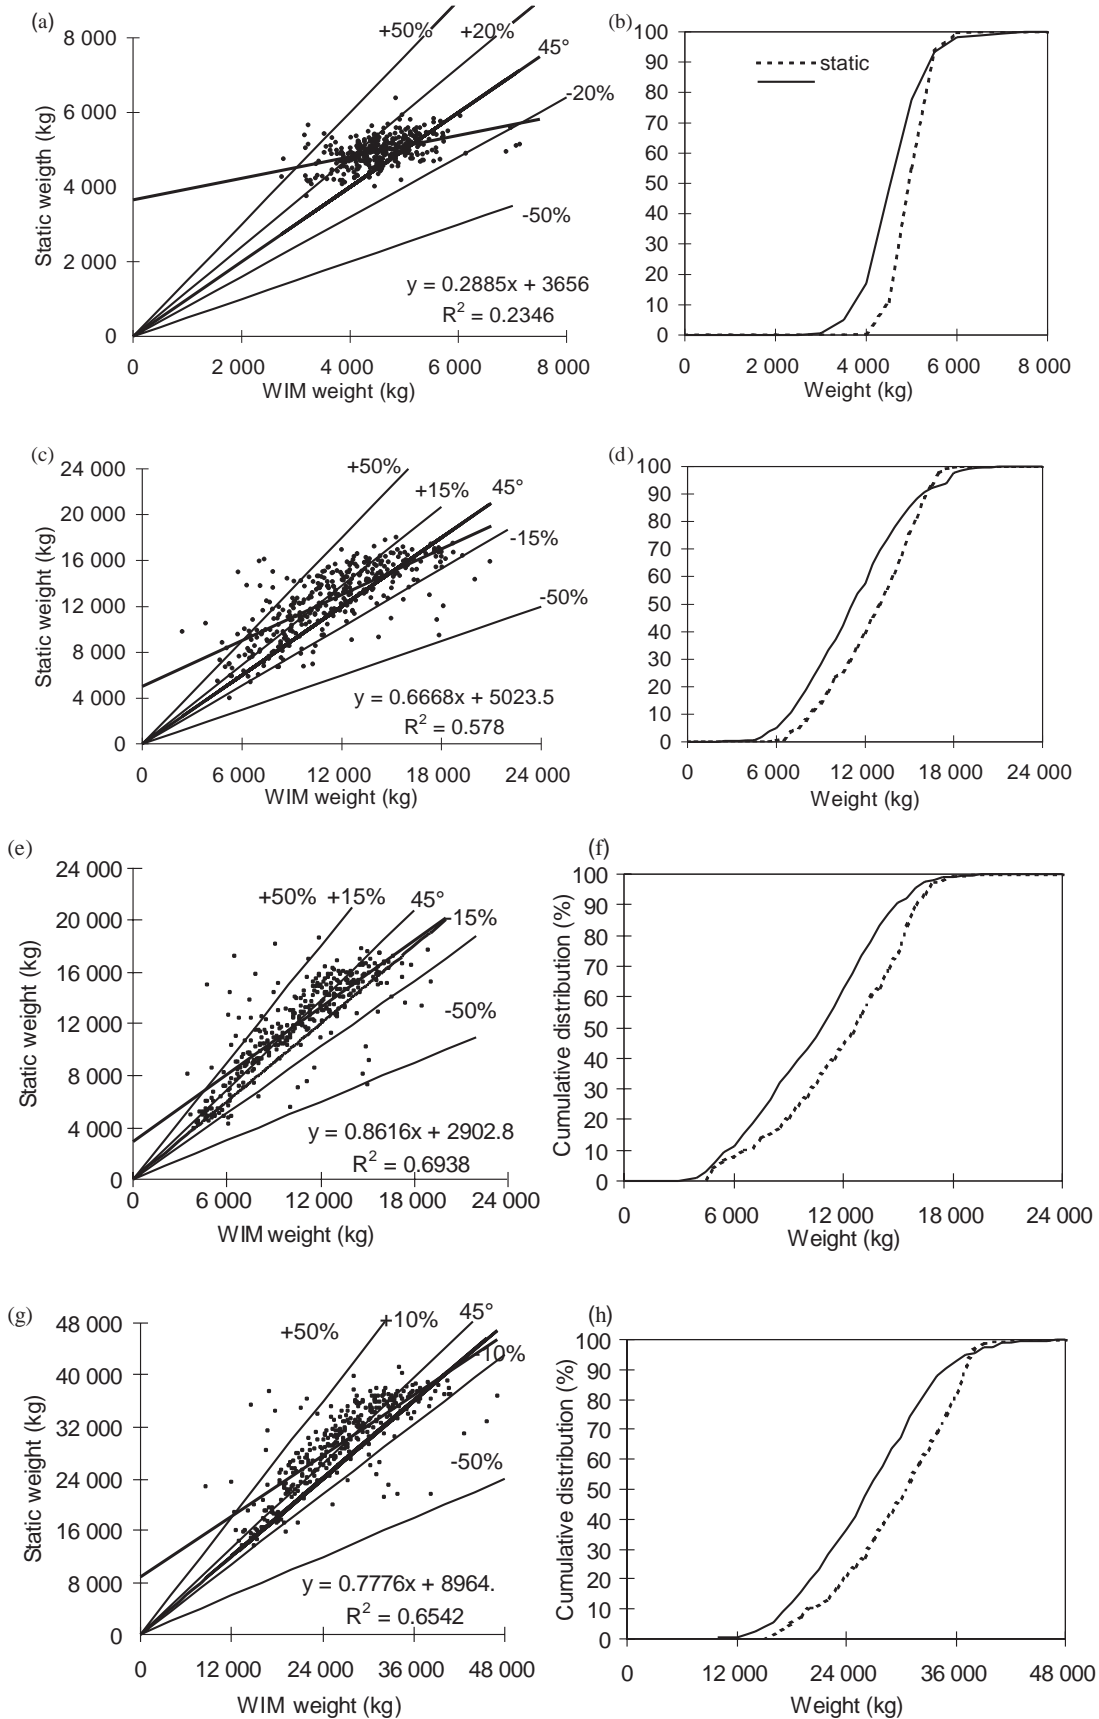 (a)
+50%
+20%
45°
-20%
-50%
8 000
6 000
4 000
2 000
0
Static weigth (kg)
y = 0.2885x + 3656
R² = 0.2346
0 2 000 4 000 6 000 8 000
WIM weight (kg)
(b)
100
90
80
70
60
50
40
30
20
10
0
static
0 2 000 4 000 6 000 8 000
Weight (kg)
(c)
+50%
+15%
45°
-15%
-50%
24 000
20 000
16 000
12 000
8 000
4 000
0
Static weight (kg)
y = 0.6668x + 5023.5
R² = 0.578
0 6 000 12 000 18 000 24 000
WIM weight (kg)
(d)
100
90
80
70
60
50
40
30
20
10
0
0 6 000 12 000 18 000 24 000
Weight (kg)
(e)
+50% +15% 45°
-15%
-50%
24 000
20 000
16 000
12 000
8 000
4 000
0
Static weight (kg)
y = 0.8616x + 2902.8
R² = 0.6938
0 6 000 12 000 18 000 24 000
WIM weight (kg)
(f)
100
90
80
70
60
50
40
30
20
10
0
Cumulative distribution (%)
0 6 000 12 000 18 000 24 000
Weight (kg)
(g)
+50%
+10%
45°
-10%
-50%
48 000
40 000
32 000
24 000
16 000
8 000
0
Static weight (kg)
y = 0.7776x + 8964.
R² = 0.6542
0 12 000 24 000 36 000 48 000
WIM weight (kg)
(h)
100
90
80
70
60
50
40
30
20
10
0
Cumulative distribution (%)
0 12 000 24 000 36 000 48 000
Weight (kg)